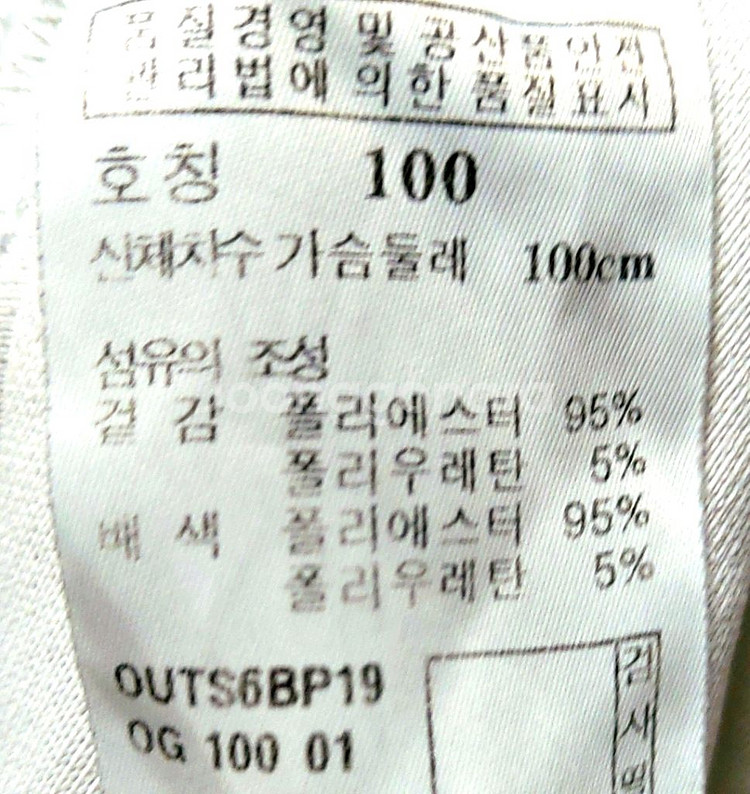 품질경영 및 공산품안전
관리법에 의한 품질표시
호칭 100
신체치수 가슴둘레 100cm
섬유의 조성
겉감 폴리에스터 95%
폴리우레탄 5%
배색 폴리에스터 95%
폴리우레탄 5%
OUTS6BP19
OG 100 01
검사